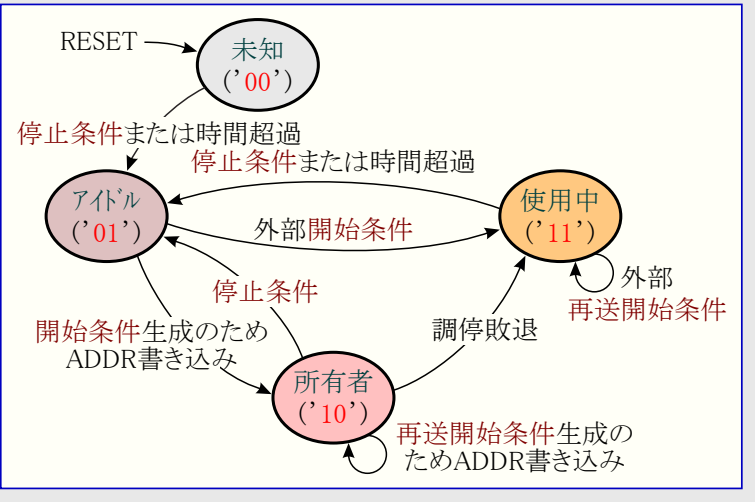 RESET
未知
('00')
停止条件または時間超過
停止条件または時間超過
アイドル
('01')
使用中
('11')
外部開始条件
外部
再送開始条件
停止条件
開始条件生成のため
ADDR書き込み
調停敗退
所有者
('10')
再送開始条件生成の
ためADDR書き込み